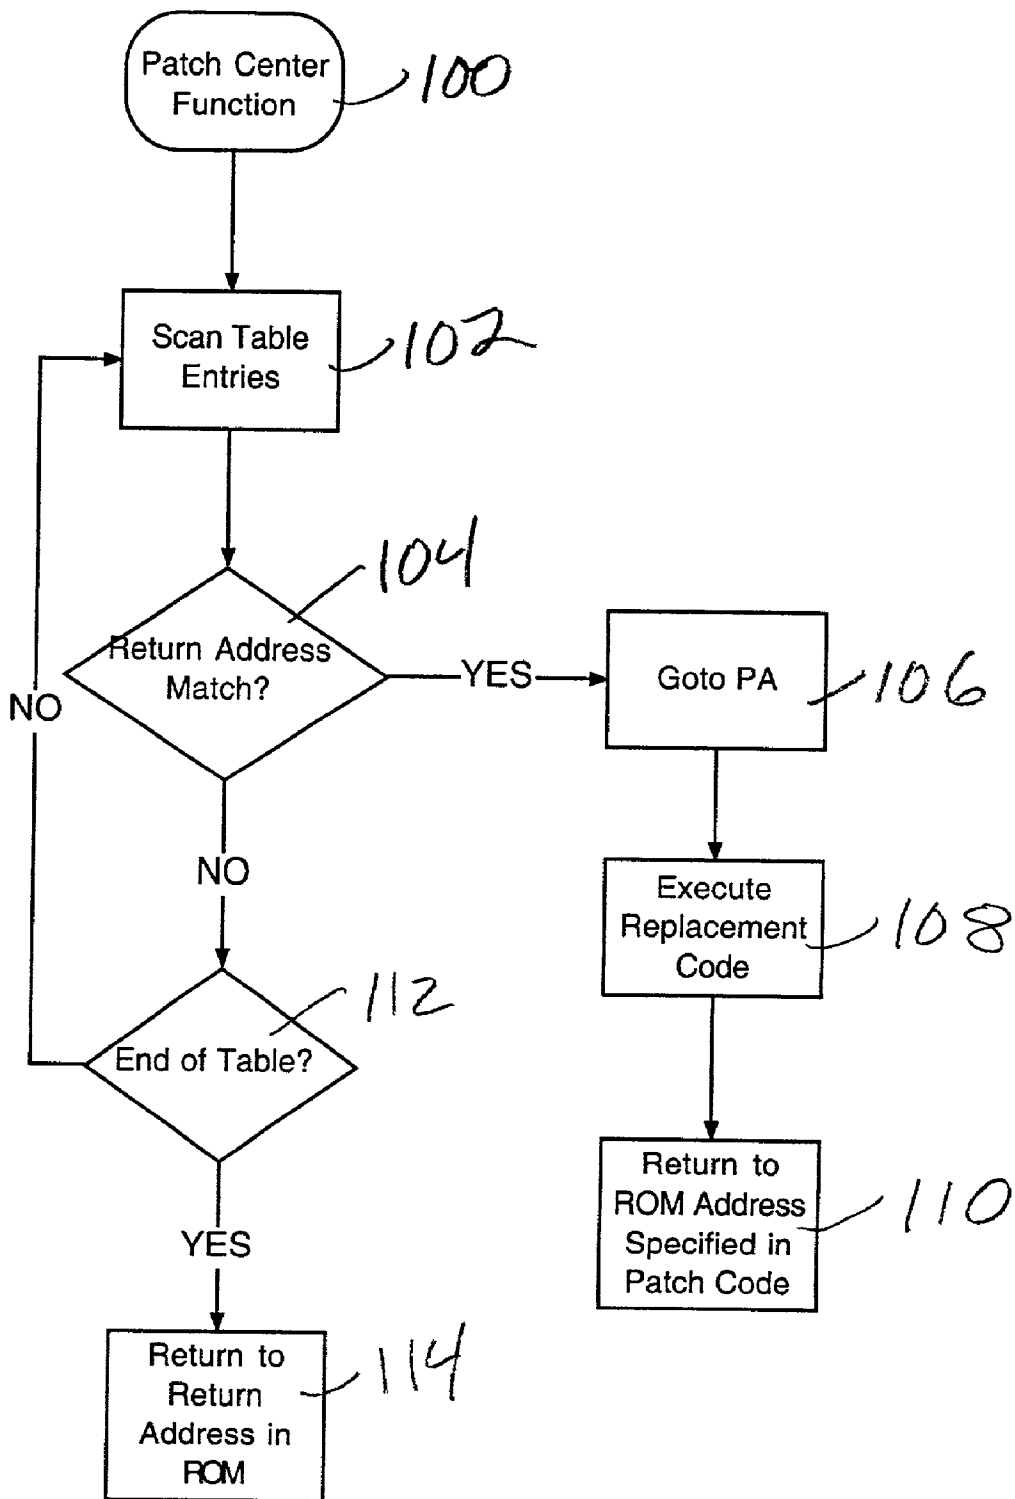 Patch Center
Function
100
Scan Table
Entries
102
104
Return Address
Match?
YES
Goto PA
106
NO
NO
Execute
Replacement
Code
108
112
End of Table?
Return to
ROM Address
Specified in
Patch Code
110
YES
Return to
Return
Address in
ROM
114